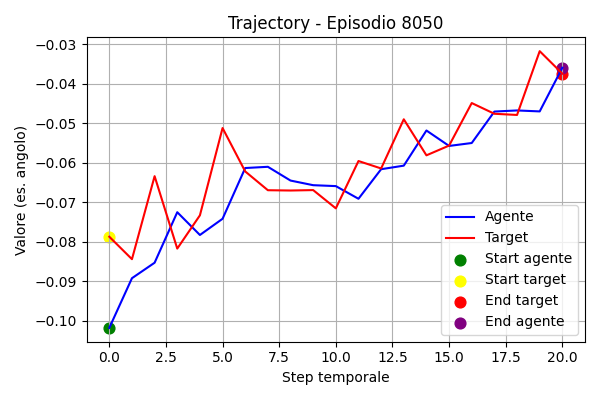 Trajectory - Episodio 8050
Valore (es. angolo)
−0.03
−0.04
−0.05
−0.06
−0.07
−0.08
−0.09
−0.10
Agente
Target
Start agente
Start target
End target
End agente
0.0 2.5 5.0 7.5 10.0 12.5 15.0 17.5 20.0
Step temporale